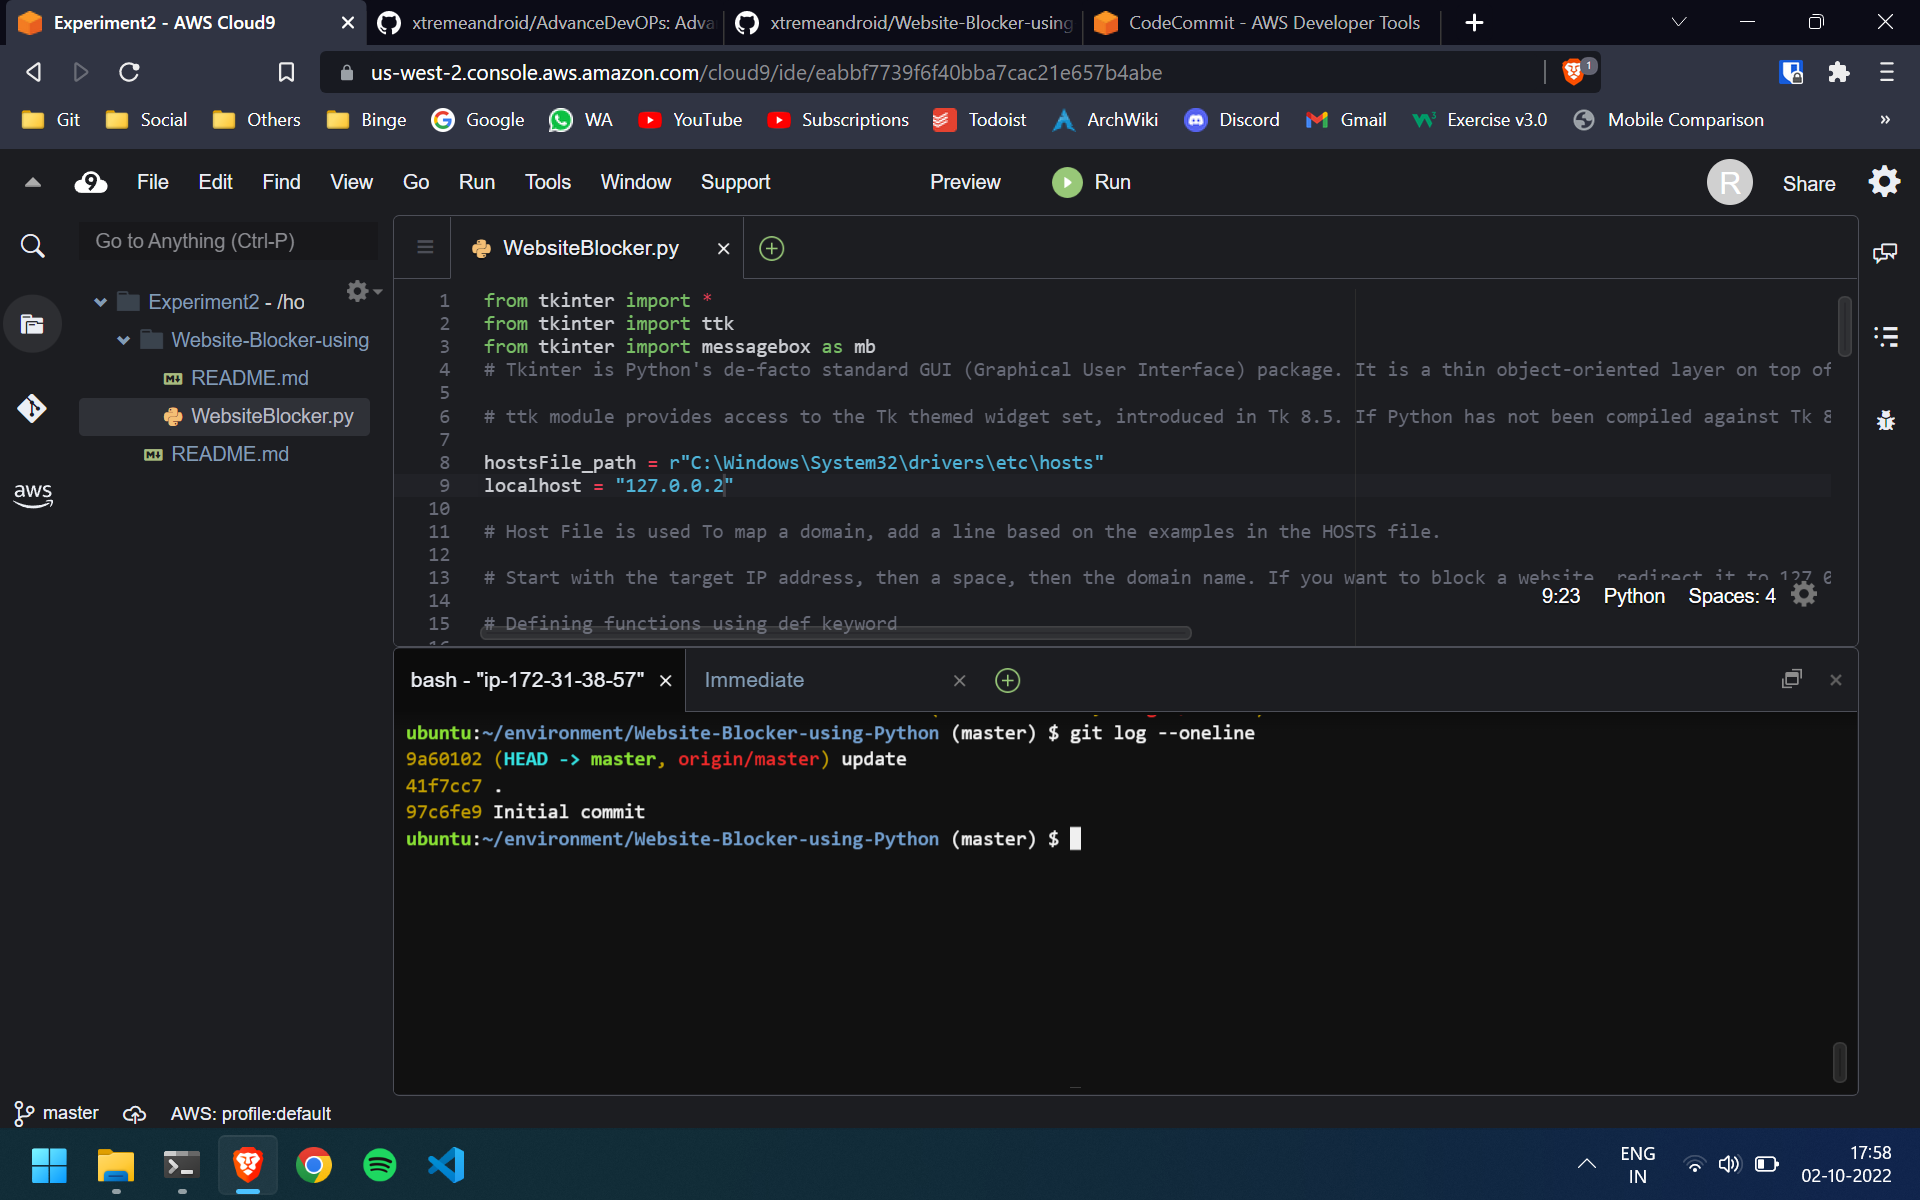 Experiment2 - AWS Cloud9
xtremeandroid/AdvanceDevOPs: Adva
xtremeandroid/Website-Blocker-using
CodeCommit - AWS Developer Tools
us-west-2.console.aws.amazon.com/cloud9/ide/eabbf7739f6f40bba7cac21e657b4abe
1
Git
Social
Others
Binge
Google
WA
YouTube
Subscriptions
Todoist
ArchWiki
Discord
Gmail
Exercise v3.0
Mobile Comparison
»
9
File
Edit
Find
View
Go
Run
Tools
Window
Support
Preview
Run
R
Share
Go to Anything (Ctrl-P)
Experiment2 - /ho
Website-Blocker-using
README.md
WebsiteBlocker.py
README.md
aws
WebsiteBlocker.py
1 from tkinter import *
2 from tkinter import ttk
3 from tkinter import messagebox as mb
4 # Tkinter is Python's de-facto standard GUI (Graphical User Interface) package. It is a thin object-oriented layer on top of
5
6 # ttk module provides access to the Tk themed widget set, introduced in Tk 8.5. If Python has not been compiled against Tk 8
7
8 hostsFile_path = r"C:\Windows\System32\drivers\etc\hosts"
9 localhost = "127.0.0.2"
10
11 # Host File is used To map a domain, add a line based on the examples in the HOSTS file.
12
13 # Start with the target IP address, then a space, then the domain name. If you want to block a website, redirect it to 127.0
14
15 # Defining functions using def keyword
9:23 Python Spaces: 4
bash - "ip-172-31-38-57"
Immediate
ubuntu:~/environment/Website-Blocker-using-Python (master) $ git log --oneline
9a60102 (HEAD -> master, origin/master) update
41f7cc7 .
97c6fe9 Initial commit
ubuntu:~/environment/Website-Blocker-using-Python (master) $
master
AWS: profile:default
ENG
IN
17:58
02-10-2022